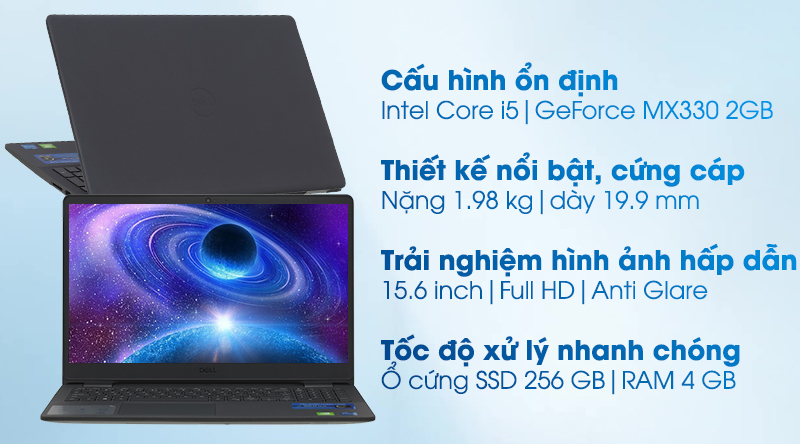 Cấu hình ổn định
Intel Core i5|GeForce MX330 2GB
Thiết kế nổi bật, cứng cáp
Nặng 1.98 kg|dày 19.9 mm
Trải nghiệm hình ảnh hấp dẫn
15.6 inch|Full HD|Anti Glare
Tốc độ xử lý nhanh chóng
Ổ cứng SSD 256 GB|RAM 4 GB
DELL